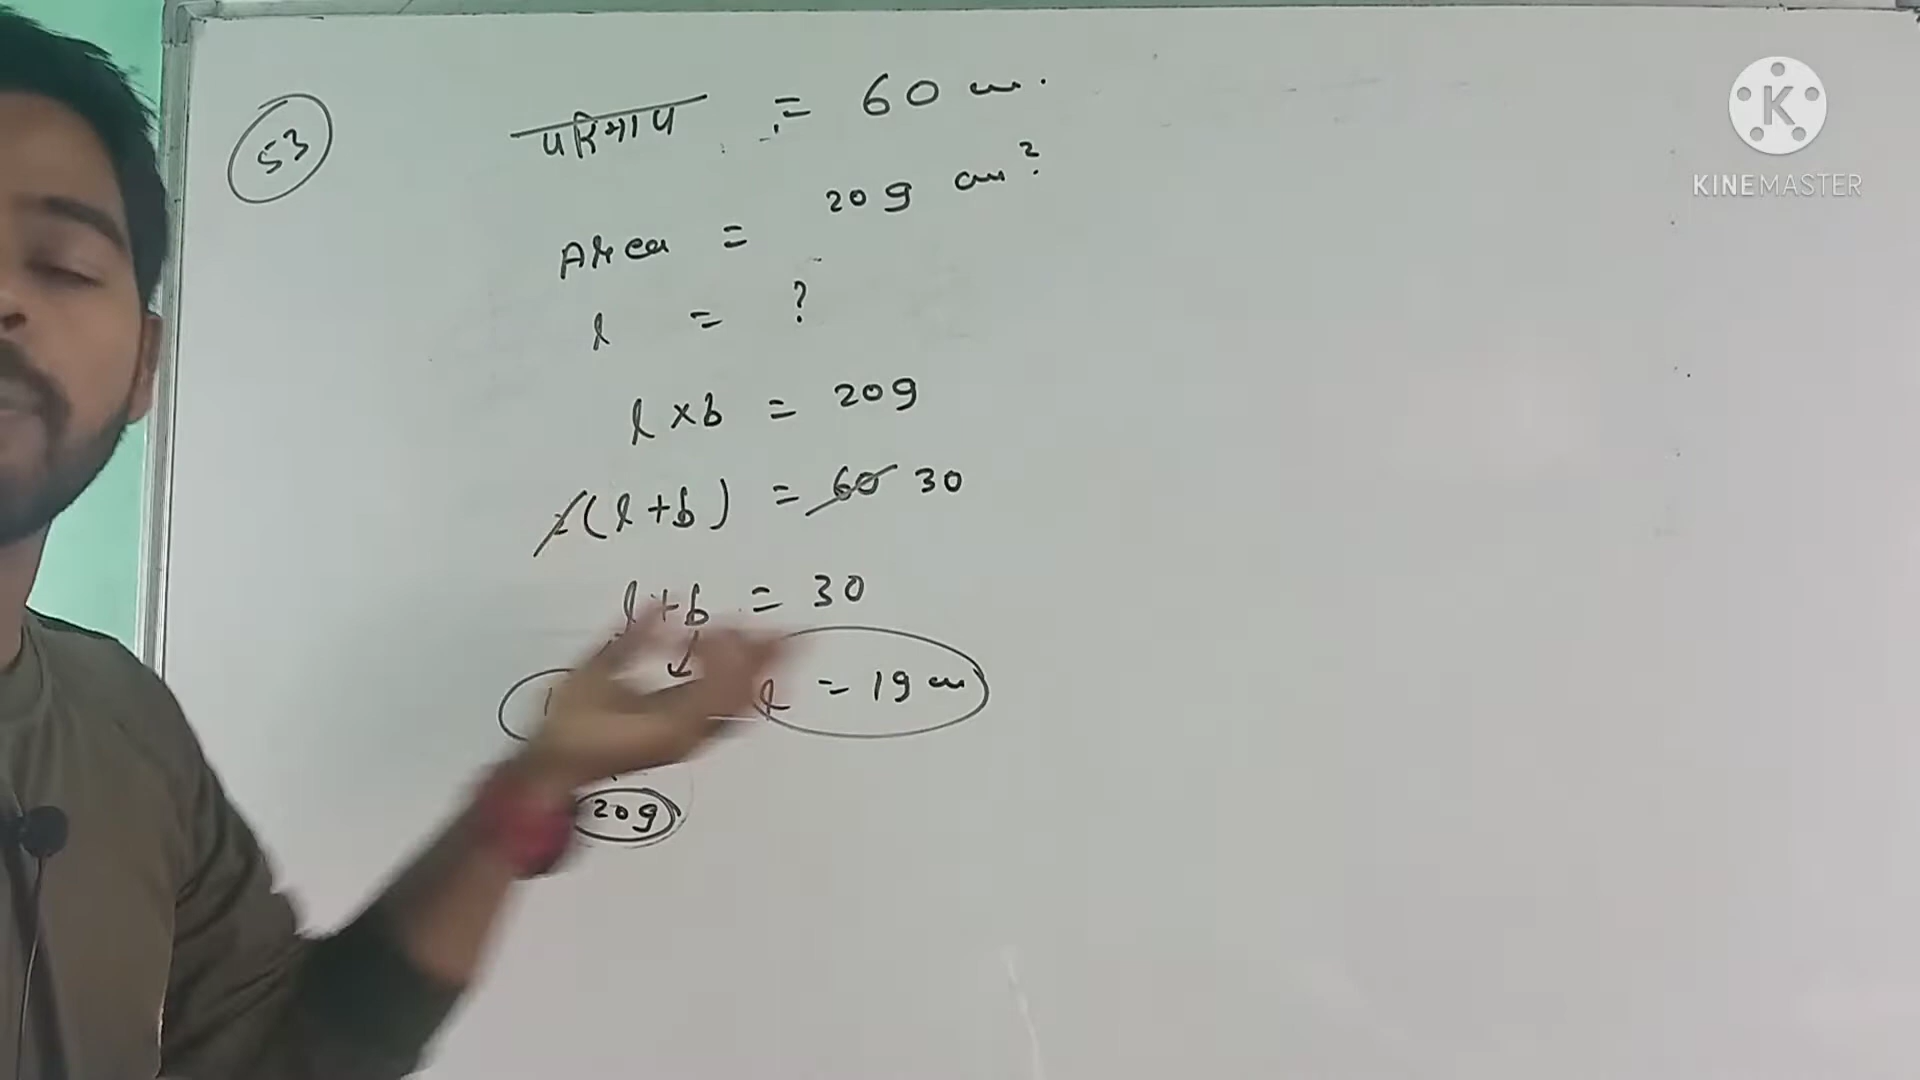 53
परिमाप = 60 cm.
Area = 209 cm²
l = ?
l × b = 209
2(l+b) = 60 30
l+b = 30
l = 19 cm
209
KINEMASTER